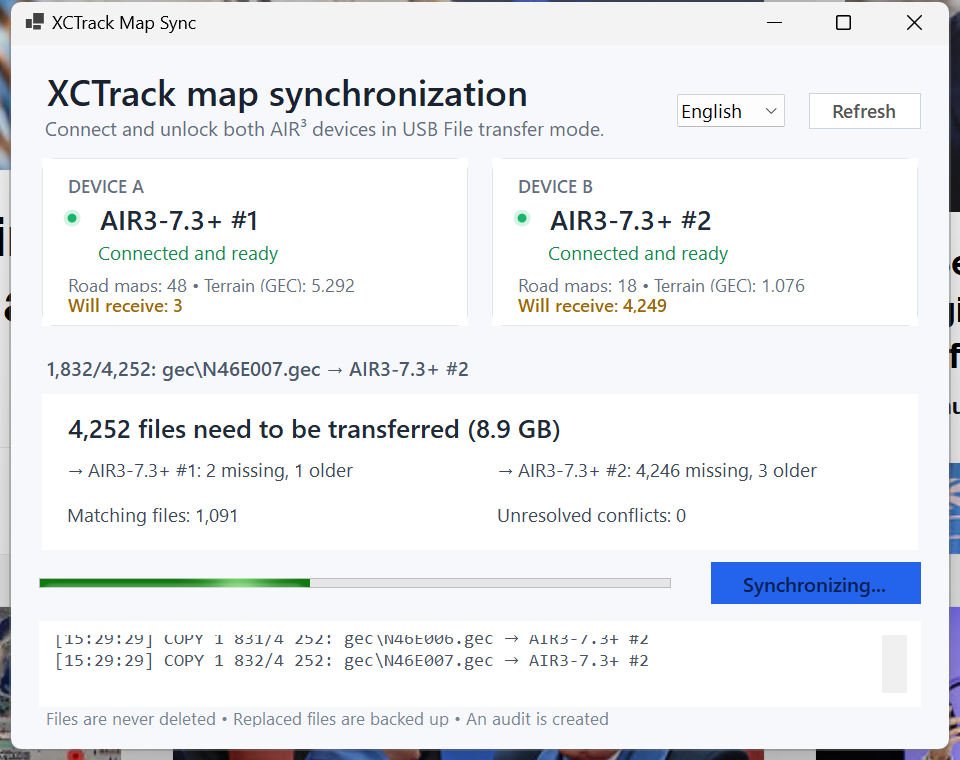 XCTrack Map Sync
XCTrack map synchronization
Connect and unlock both AIR³ devices in USB File transfer mode.
English
Refresh
DEVICE A
AIR3-7.3+ #1
Connected and ready
Road maps: 48 • Terrain (GEC): 5.292
Will receive: 3
DEVICE B
AIR3-7.3+ #2
Connected and ready
Road maps: 18 • Terrain (GEC): 1.076
Will receive: 4,249
1,832/4,252: gec\N46E007.gec → AIR3-7.3+ #2
4,252 files need to be transferred (8.9 GB)
→ AIR3-7.3+ #1: 2 missing, 1 older
→ AIR3-7.3+ #2: 4,246 missing, 3 older
Matching files: 1,091
Unresolved conflicts: 0
Synchronizing...
[15:29:29] COPY 1 831/4 252: gec\N46E006.gec → AIR3-7.3+ #2
[15:29:29] COPY 1 832/4 252: gec\N46E007.gec → AIR3-7.3+ #2
Files are never deleted • Replaced files are backed up • An audit is created